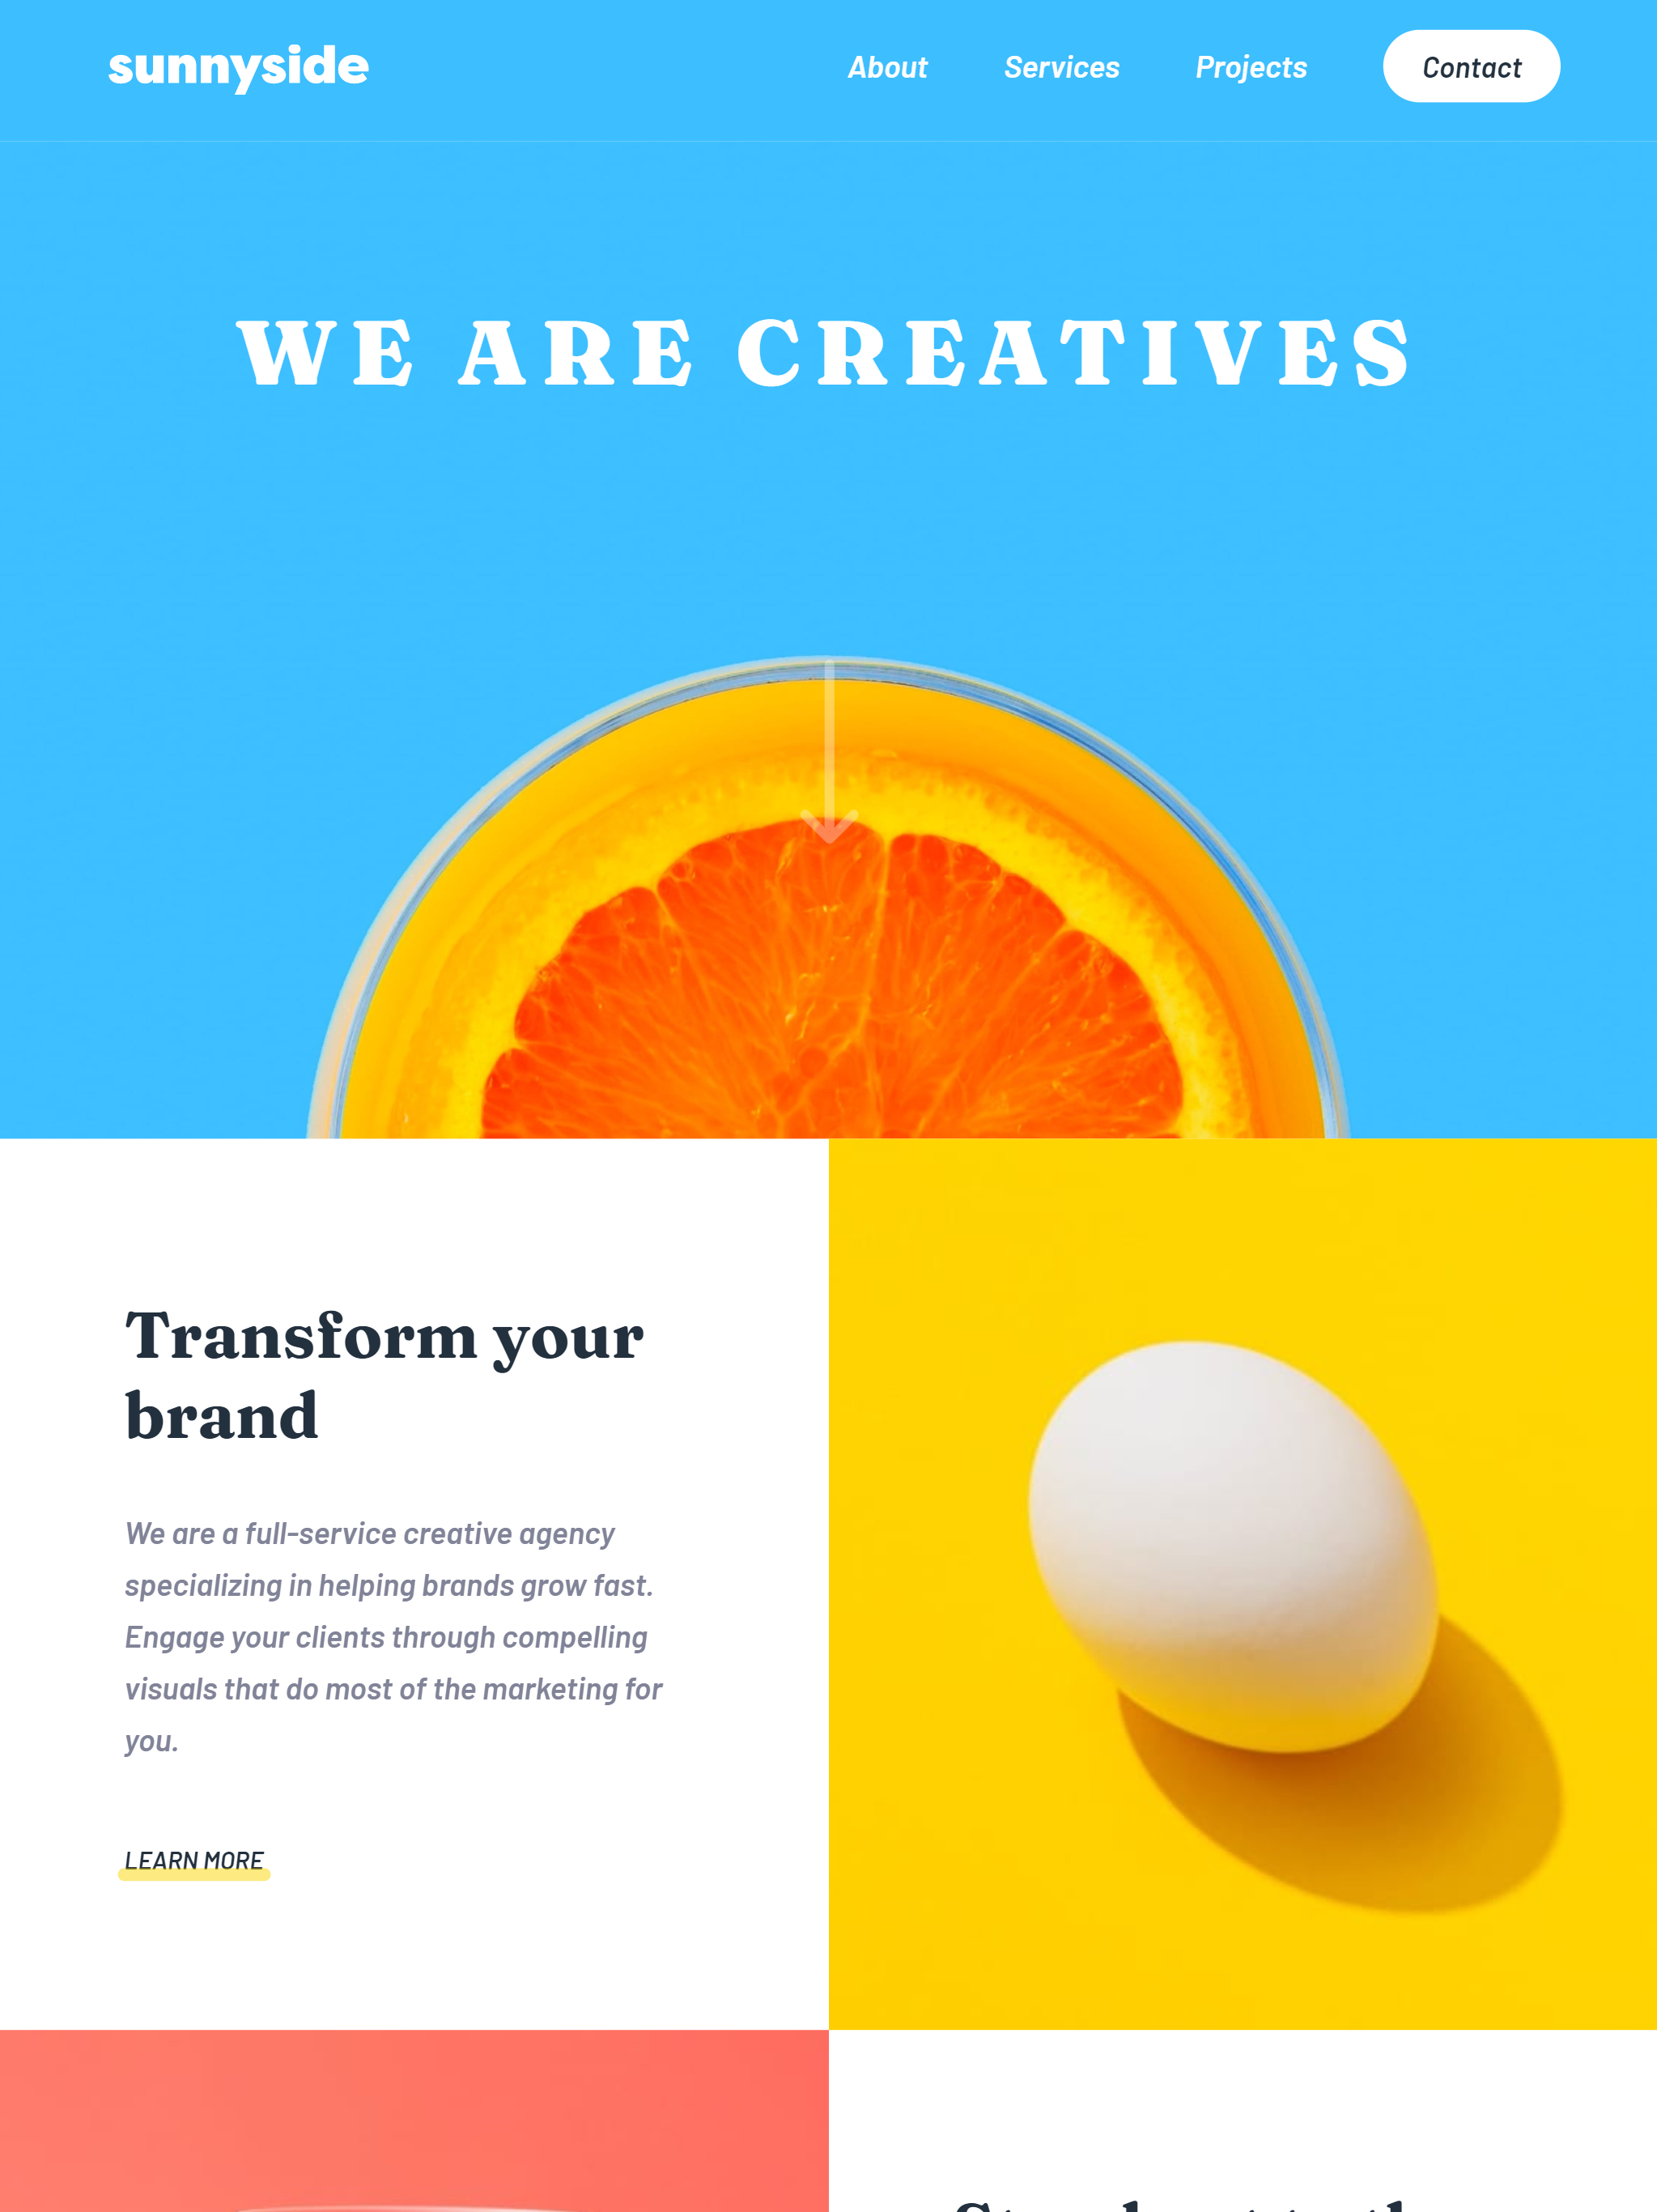 sunnyside
About Services Projects Contact
WE ARE CREATIVES
Transform your
brand
We are a full-service creative agency
specializing in helping brands grow fast.
Engage your clients through compelling
visuals that do most of the marketing for
you.
LEARN MORE